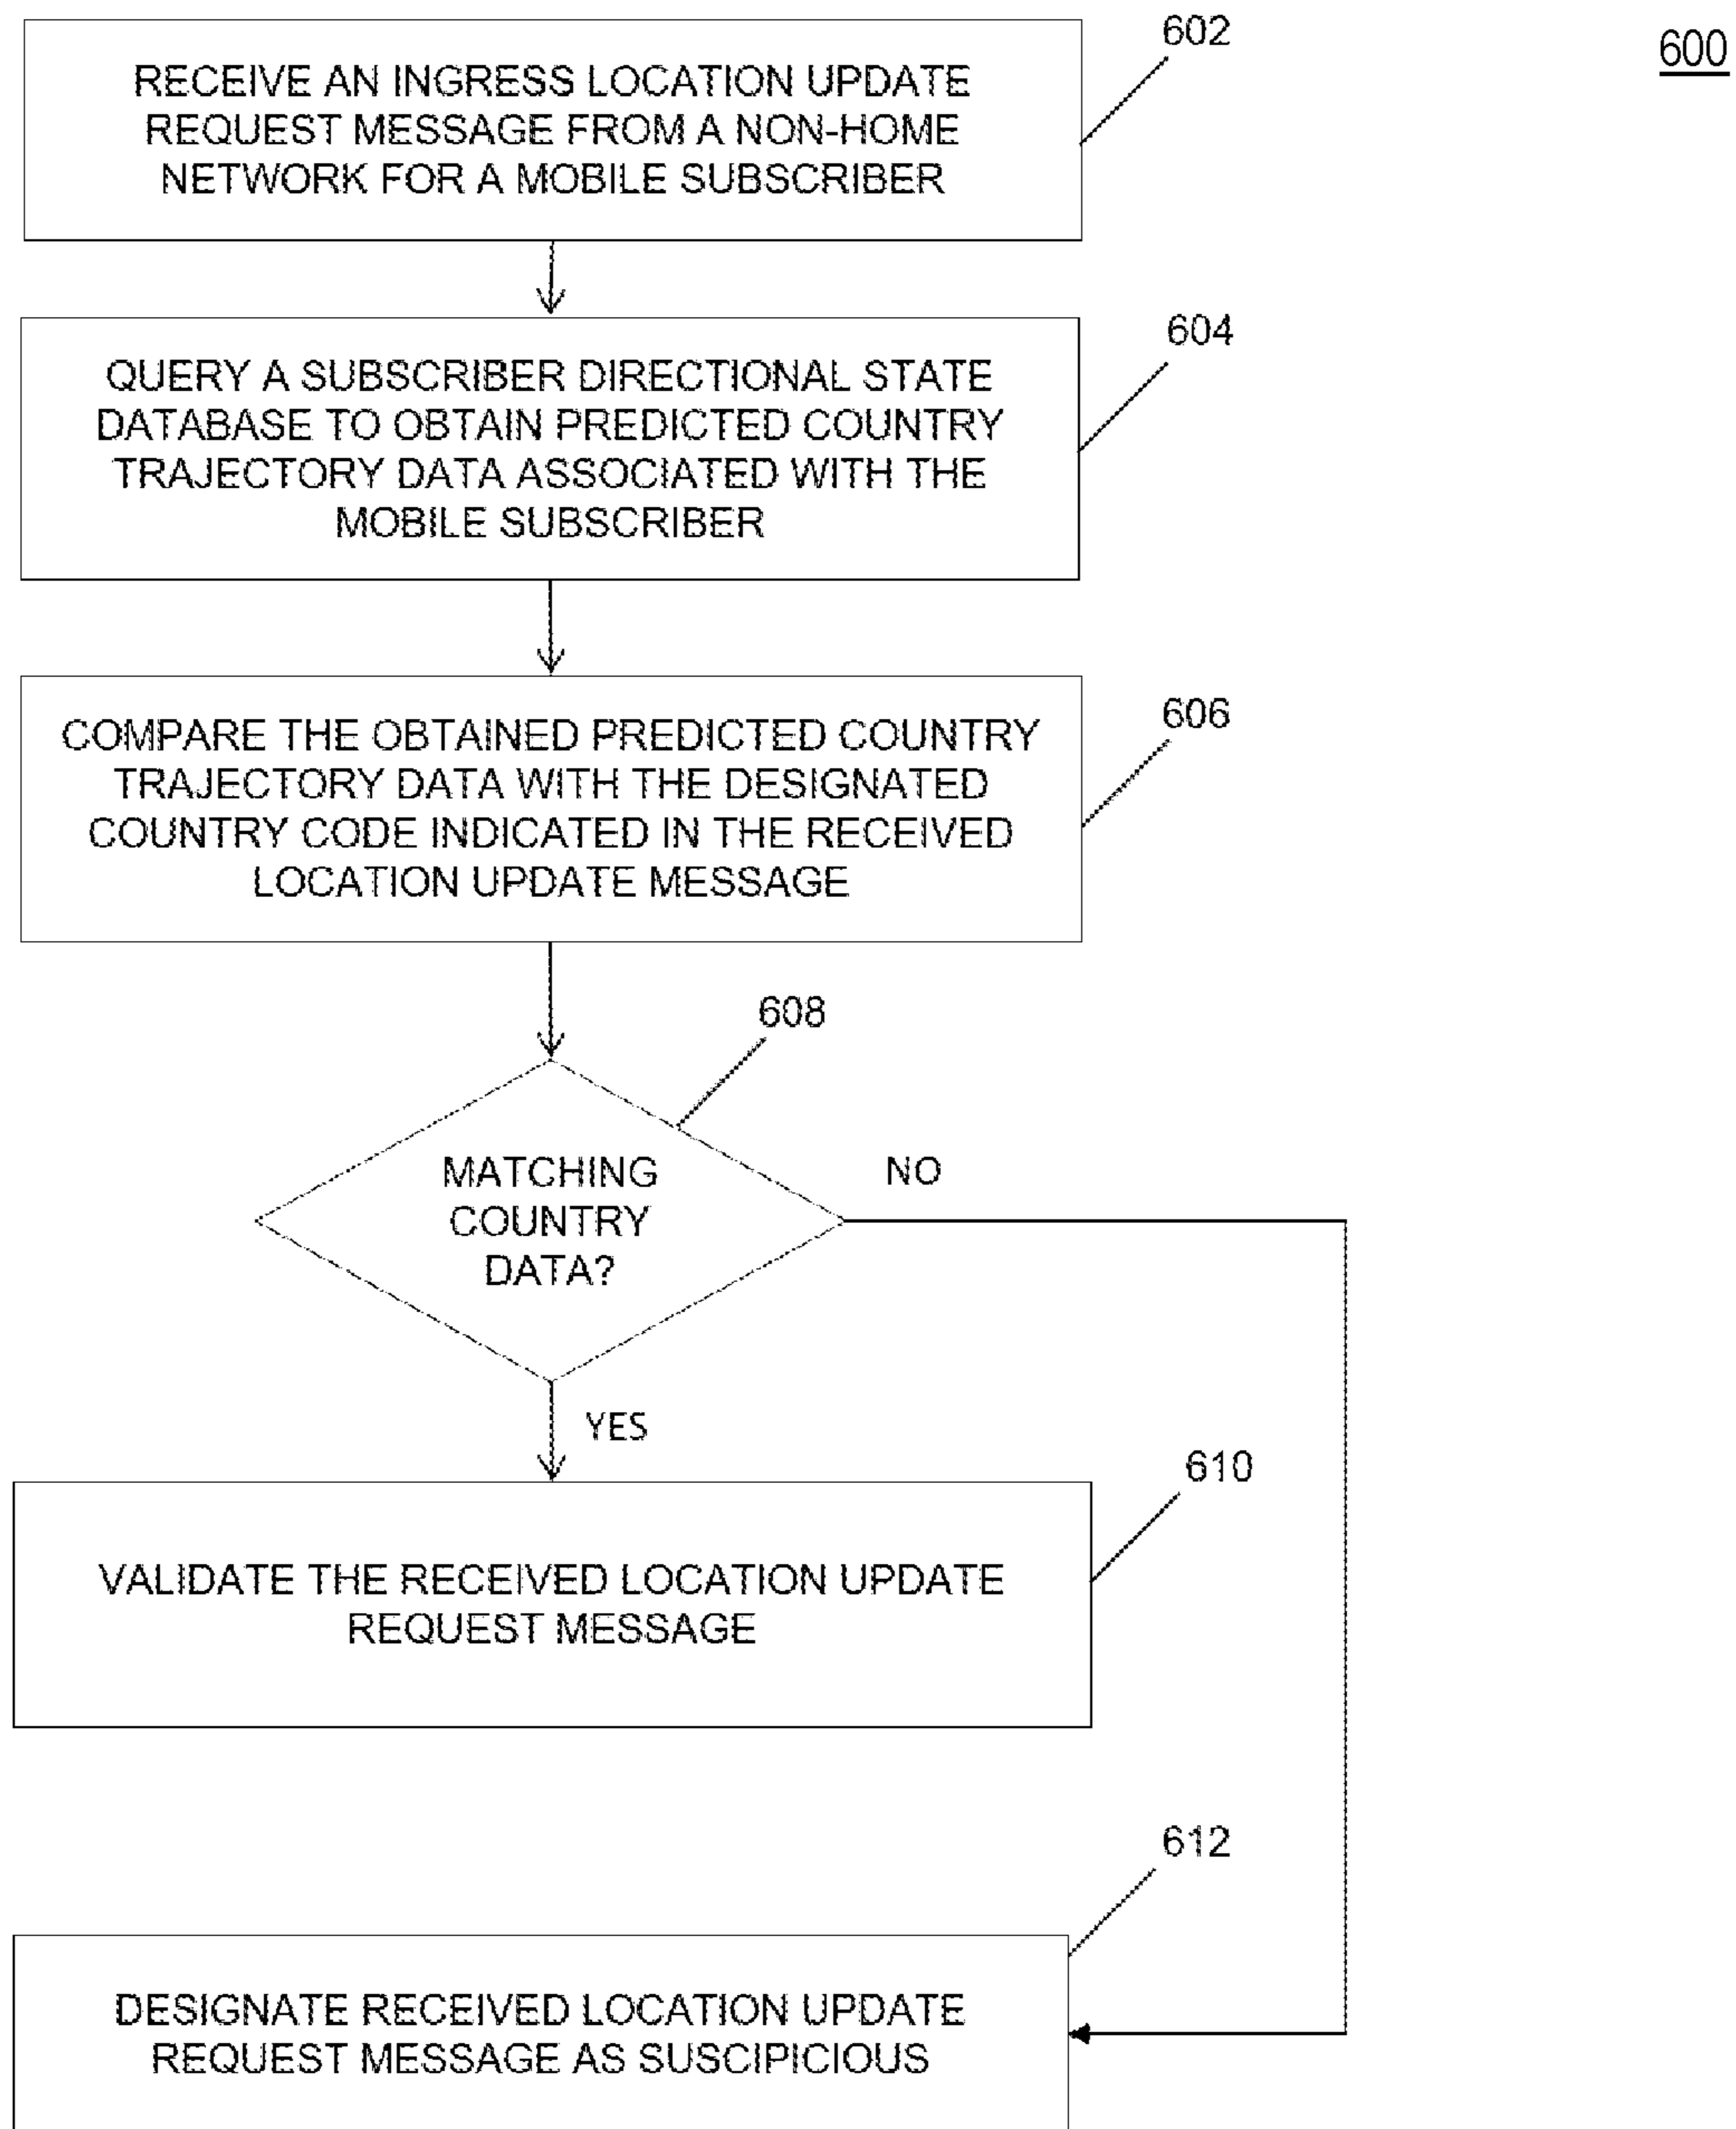 600
602
RECEIVE AN INGRESS LOCATION UPDATE
REQUEST MESSAGE FROM A NON-HOME
NETWORK FOR A MOBILE SUBSCRIBER
604
QUERY A SUBSCRIBER DIRECTIONAL STATE
DATABASE TO OBTAIN PREDICTED COUNTRY
TRAJECTORY DATA ASSOCIATED WITH THE
MOBILE SUBSCRIBER
606
COMPARE THE OBTAINED PREDICTED COUNTRY
TRAJECTORY DATA WITH THE DESIGNATED
COUNTRY CODE INDICATED IN THE RECEIVED
LOCATION UPDATE MESSAGE
608
MATCHING
COUNTRY
DATA?
NO
YES
610
VALIDATE THE RECEIVED LOCATION UPDATE
REQUEST MESSAGE
612
DESIGNATE RECEIVED LOCATION UPDATE
REQUEST MESSAGE AS SUSCIPICIOUS